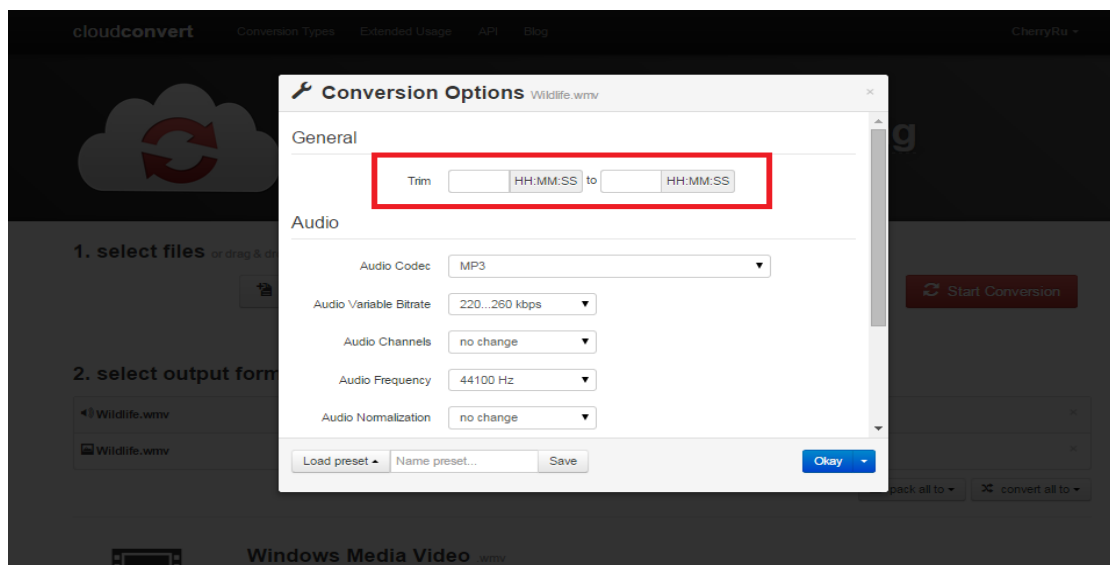 cloudconvert Conversion Types Extended Usage API Blog CherryRu
Conversion Options Wildlife.wmv ×
General
g
Trim HH:MM:SS to HH:MM:SS
Audio
1. select files or drag & dr
Audio Codec MP3
Start Conversion
Audio Variable Bitrate 220...260 kbps
Audio Channels no change
2. select output form
Audio Frequency 44100 Hz
Wildlife.wmv ×
Audio Normalization no change
Wildlife.wmv ×
Load preset Name preset... Save Okay
pack all to convert all to
Windows Media Video .wmv